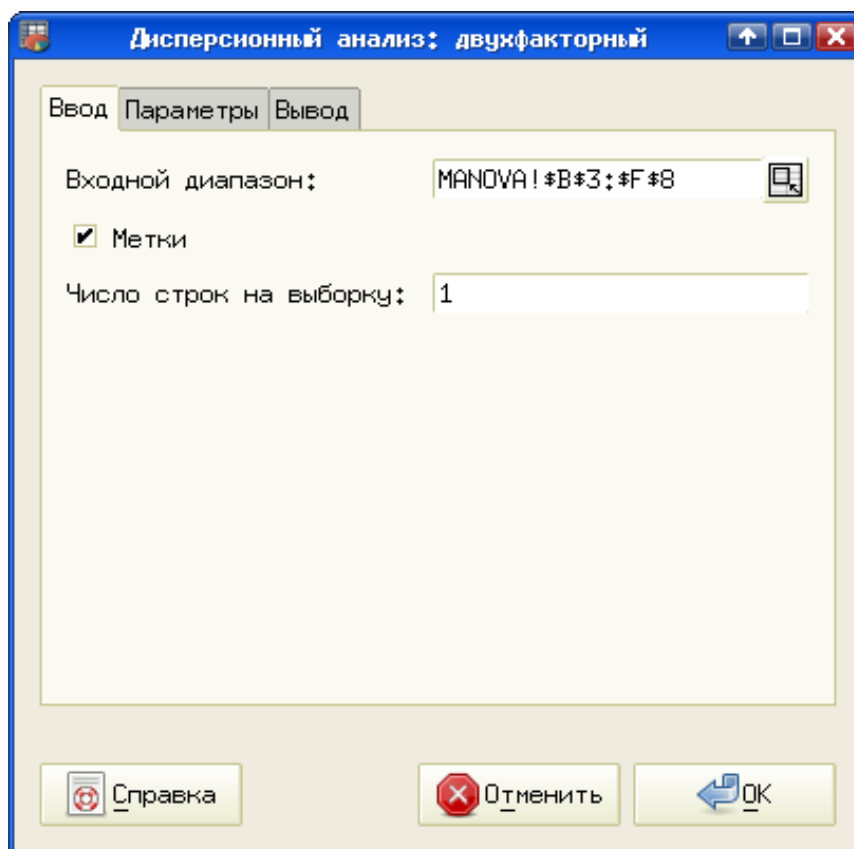 Дисперсионный анализ: двухфакторный
Ввод Параметры Вывод
Входной диапазон: MANOVA!$B$3:$F$8
Метки
Число строк на выборку: 1
Справка Отменить OK